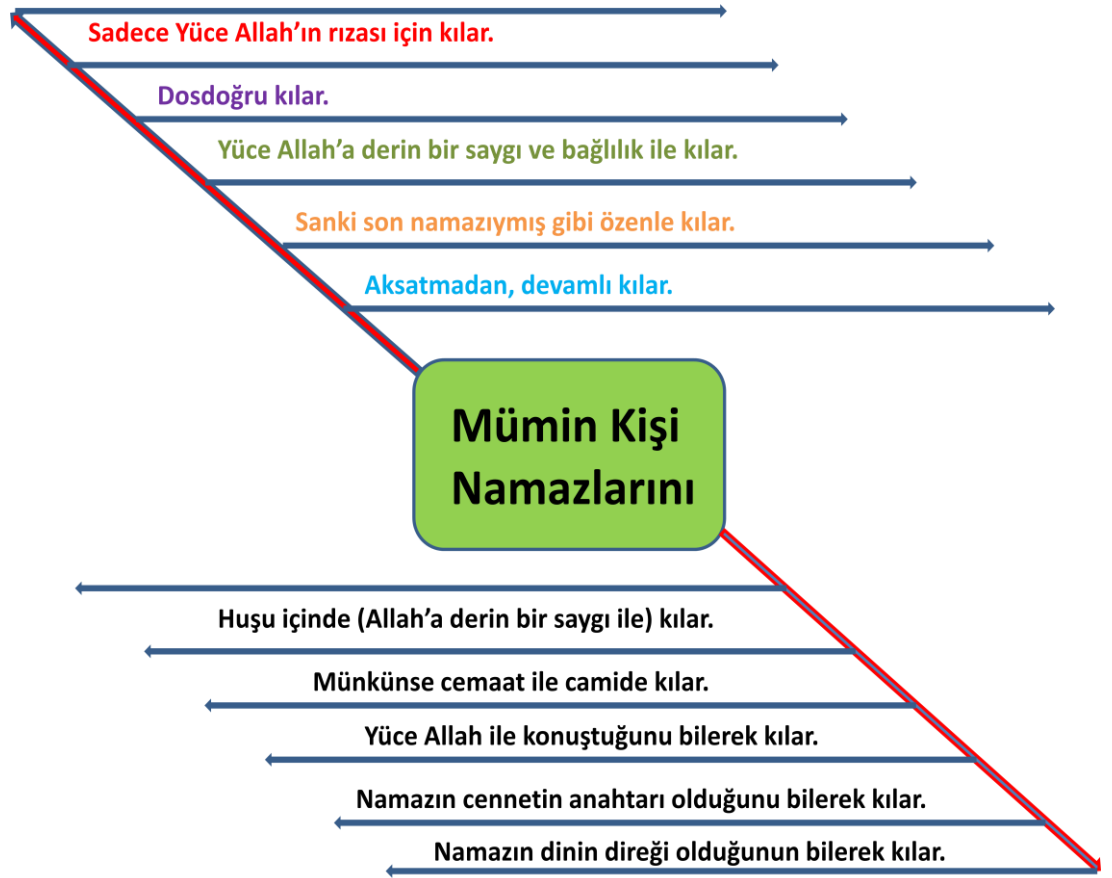 Sadece Yüce Allah’ın rızası için kılar.
Dosdoğru kılar.
Yüce Allah’a derin bir saygı ve bağlılık ile kılar.
Sanki son namazıymış gibi özenle kılar.
Aksatmadan, devamlı kılar.
Mümin Kişi
Namazlarını
Huşu içinde (Allah’a derin bir saygı ile) kılar.
Münkünse cemaat ile camide kılar.
Yüce Allah ile konuştuğunu bilerek kılar.
Namazın cennetin anahtarı olduğunu bilerek kılar.
Namazın dinin direği olduğunun bilerek kılar.